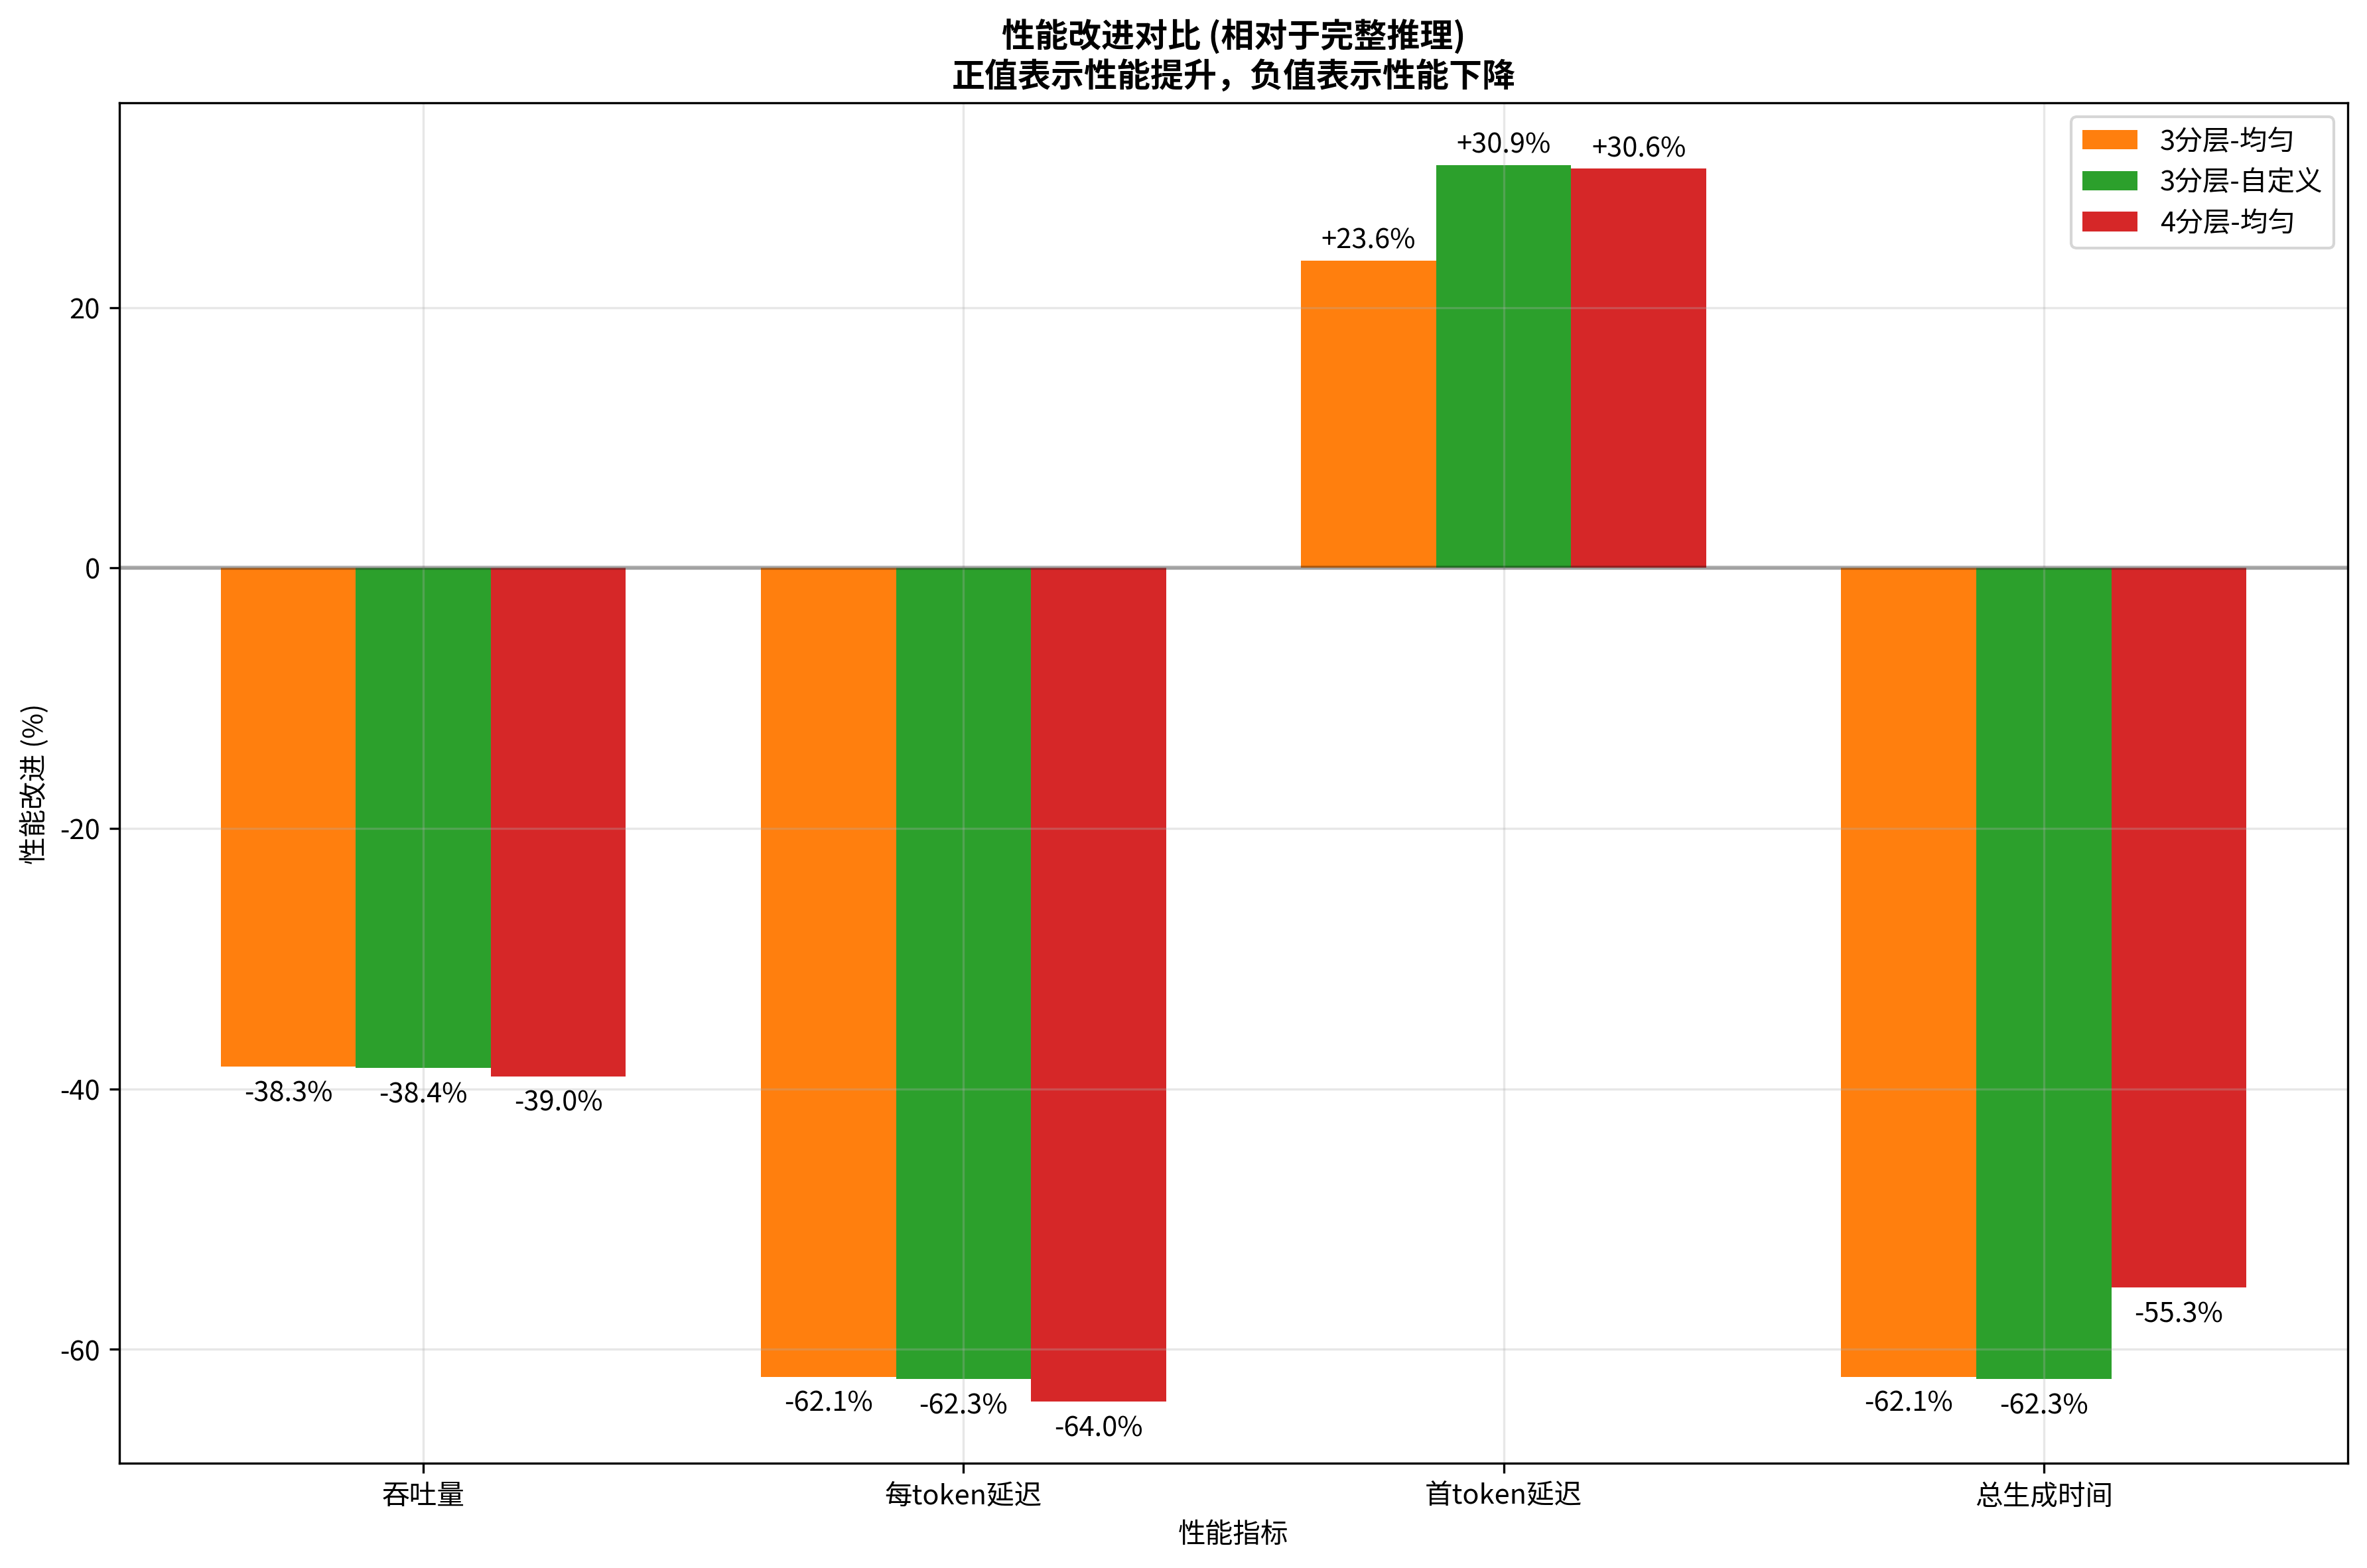 性能改进对比 (相对于完整推理)
正值表示性能提升，负值表示性能下降
3分层-均匀
3分层-自定义
4分层-均匀
+23.6%
+30.9%
+30.6%
20
0
-20
-40
-60
性能改进 (%)
-38.3%
-38.4%
-39.0%
-62.1%
-62.3%
-64.0%
-62.1%
-62.3%
-55.3%
吞吐量
每token延迟
首token延迟
总生成时间
性能指标